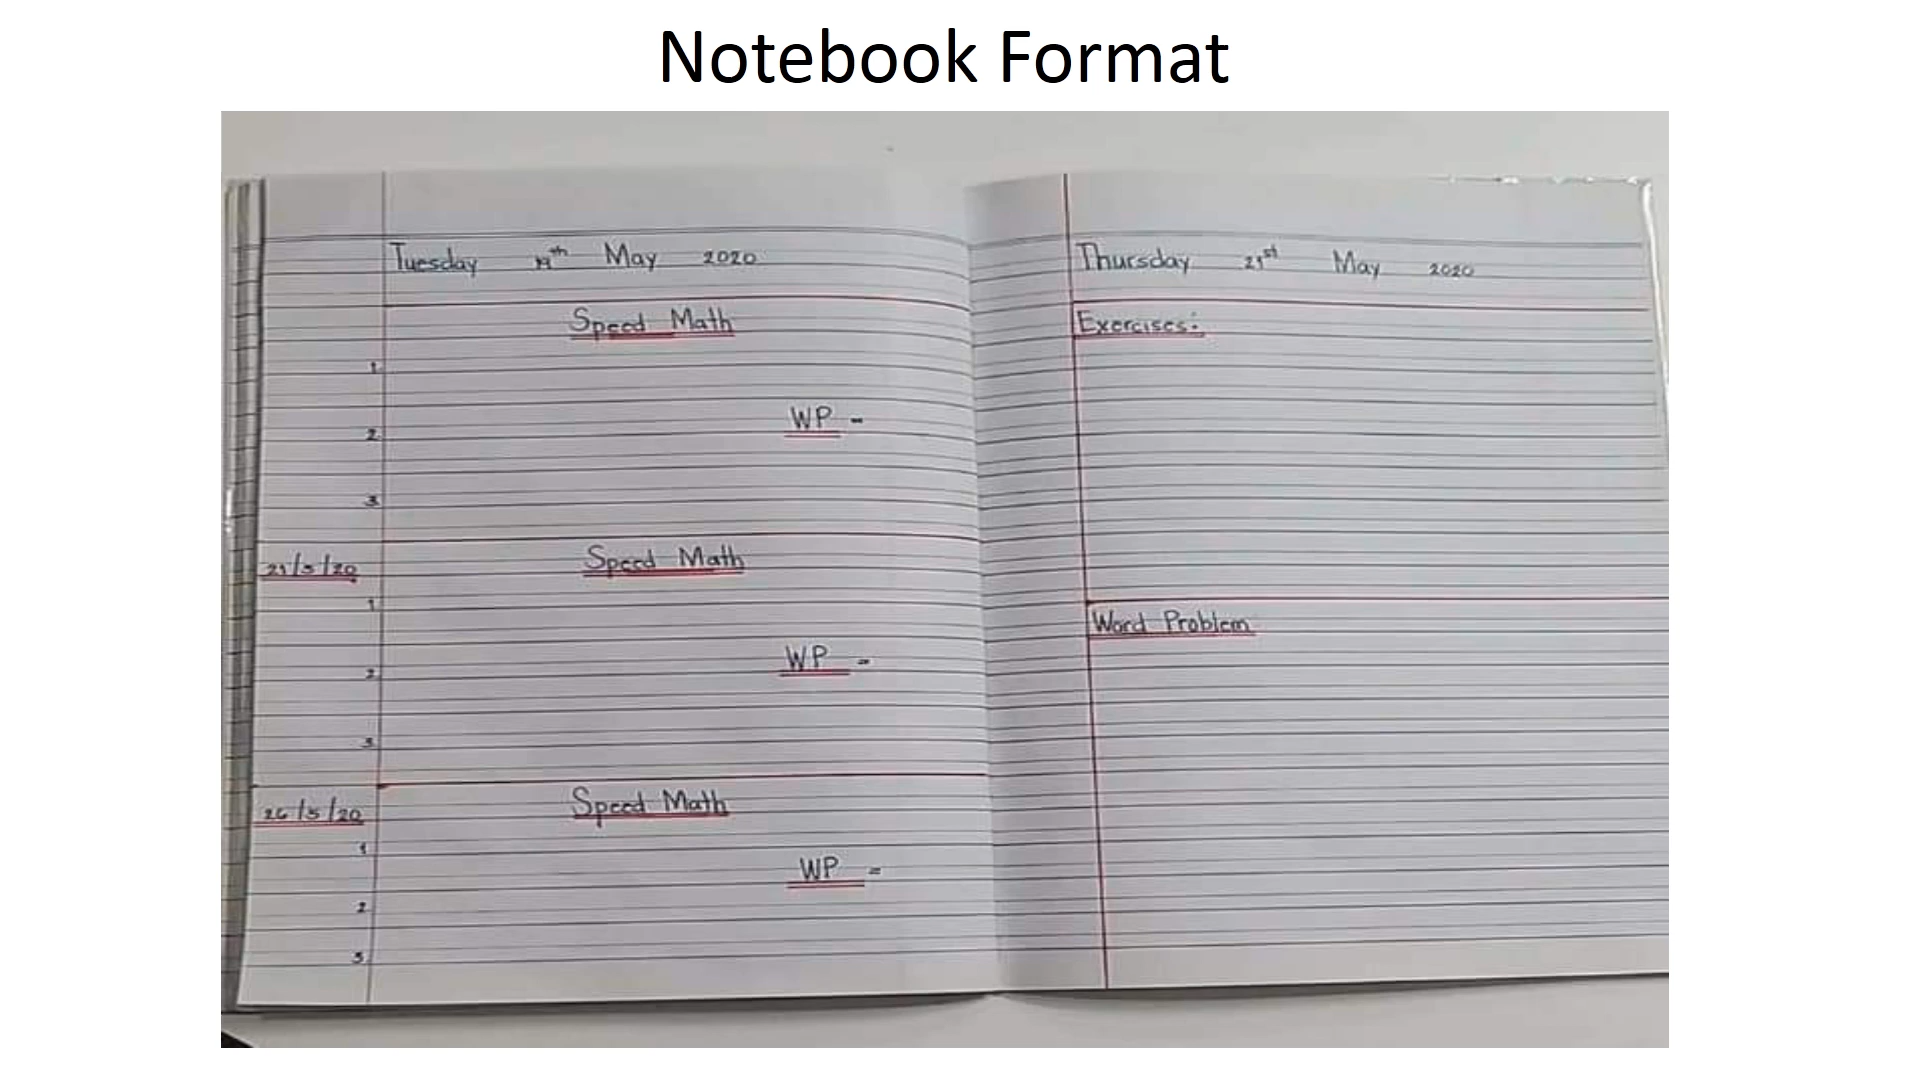 Notebook Format
Tuesday 19th May 2020
Speed Math
1.
WP -
2.
3.
21/5/20 Speed Math
1.
WP -
2.
3.
26/5/20 Speed Math
1
WP =
2.
3.
Thursday 21st May 2020
Exercises:
Word Problem